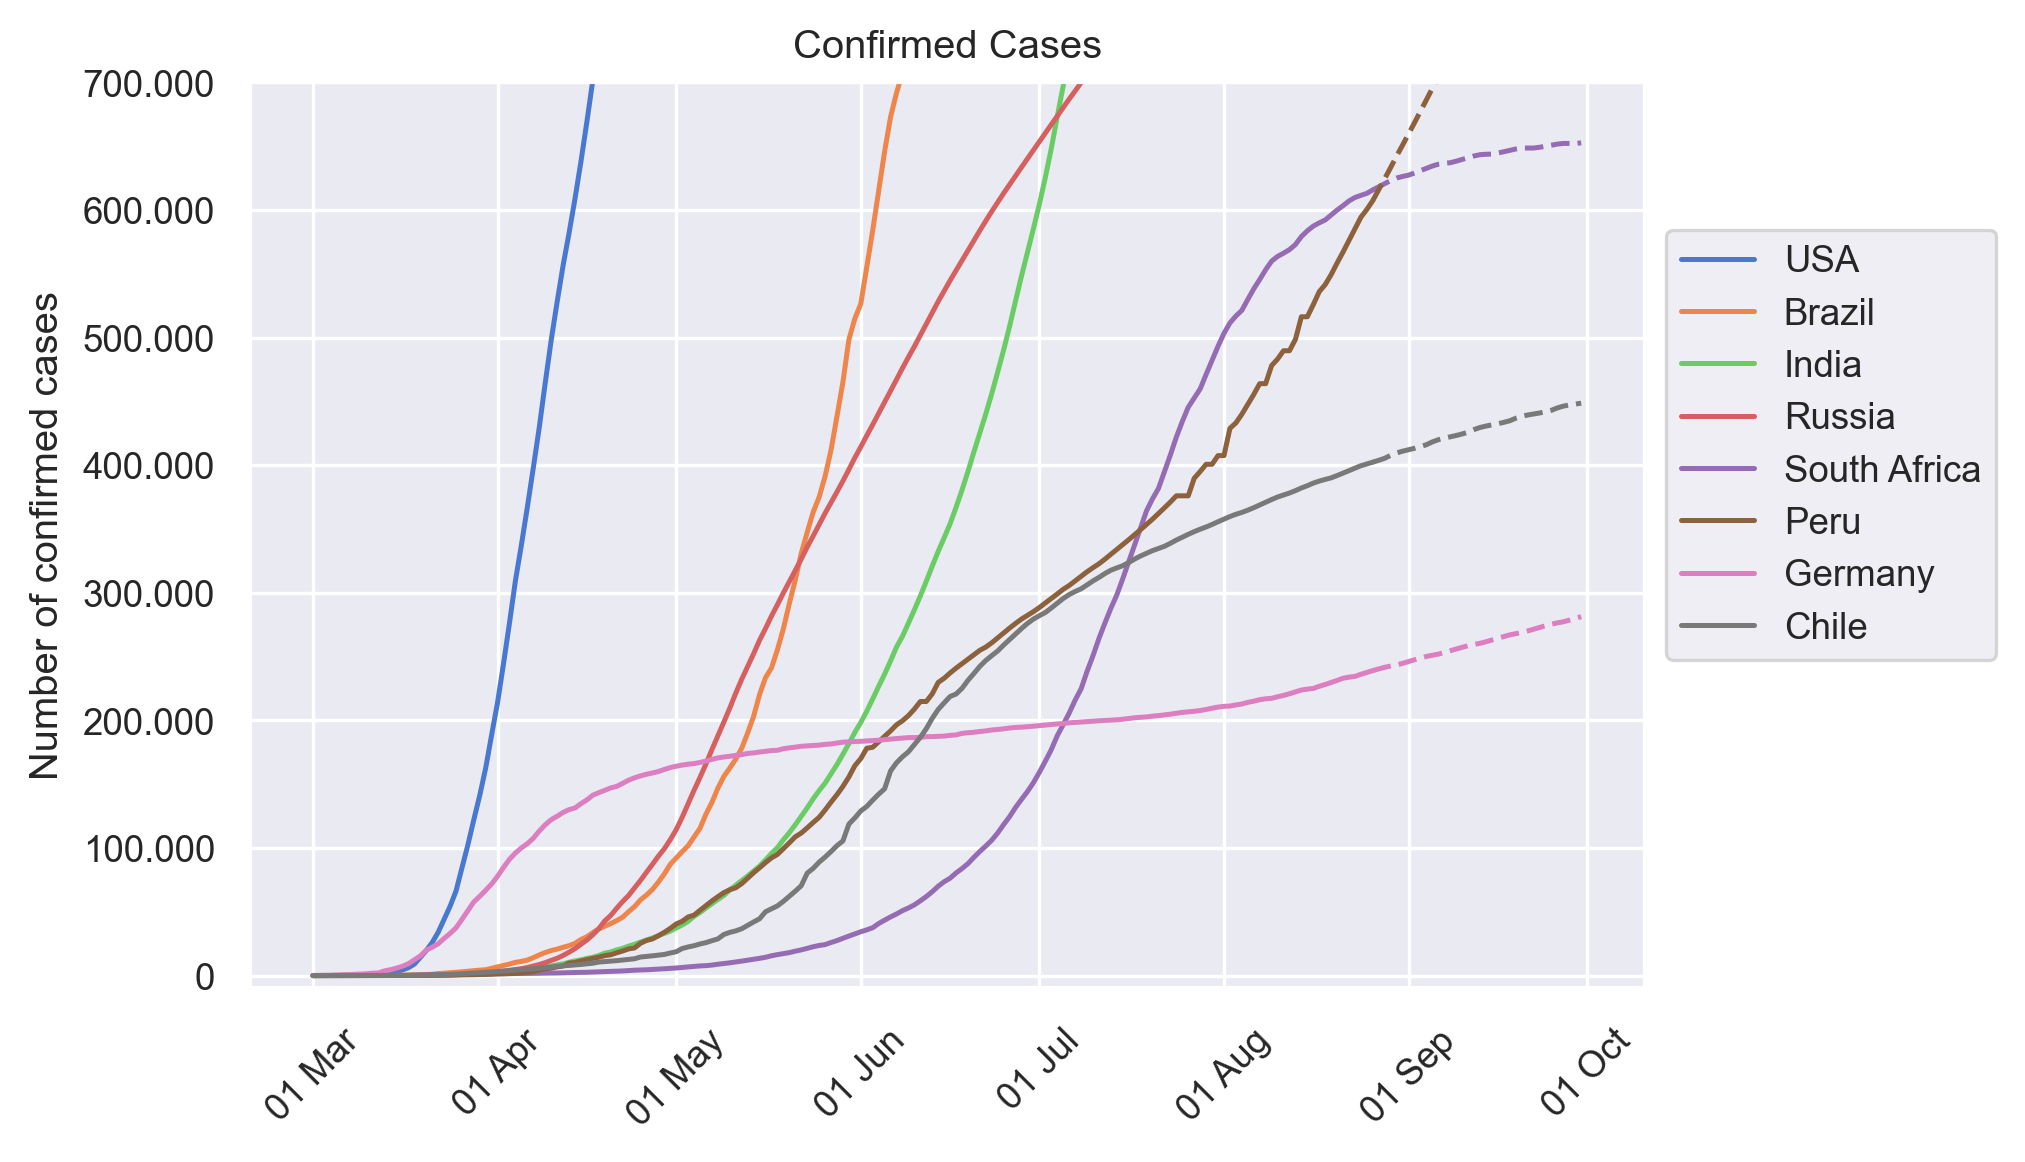 Confirmed Cases
Number of confirmed cases
700.000
600.000
500.000
400.000
300.000
200.000
100.000
0
01 Mar
01 Apr
01 May
01 Jun
01 Jul
01 Aug
01 Sep
01 Oct
USA
Brazil
India
Russia
South Africa
Peru
Germany
Chile